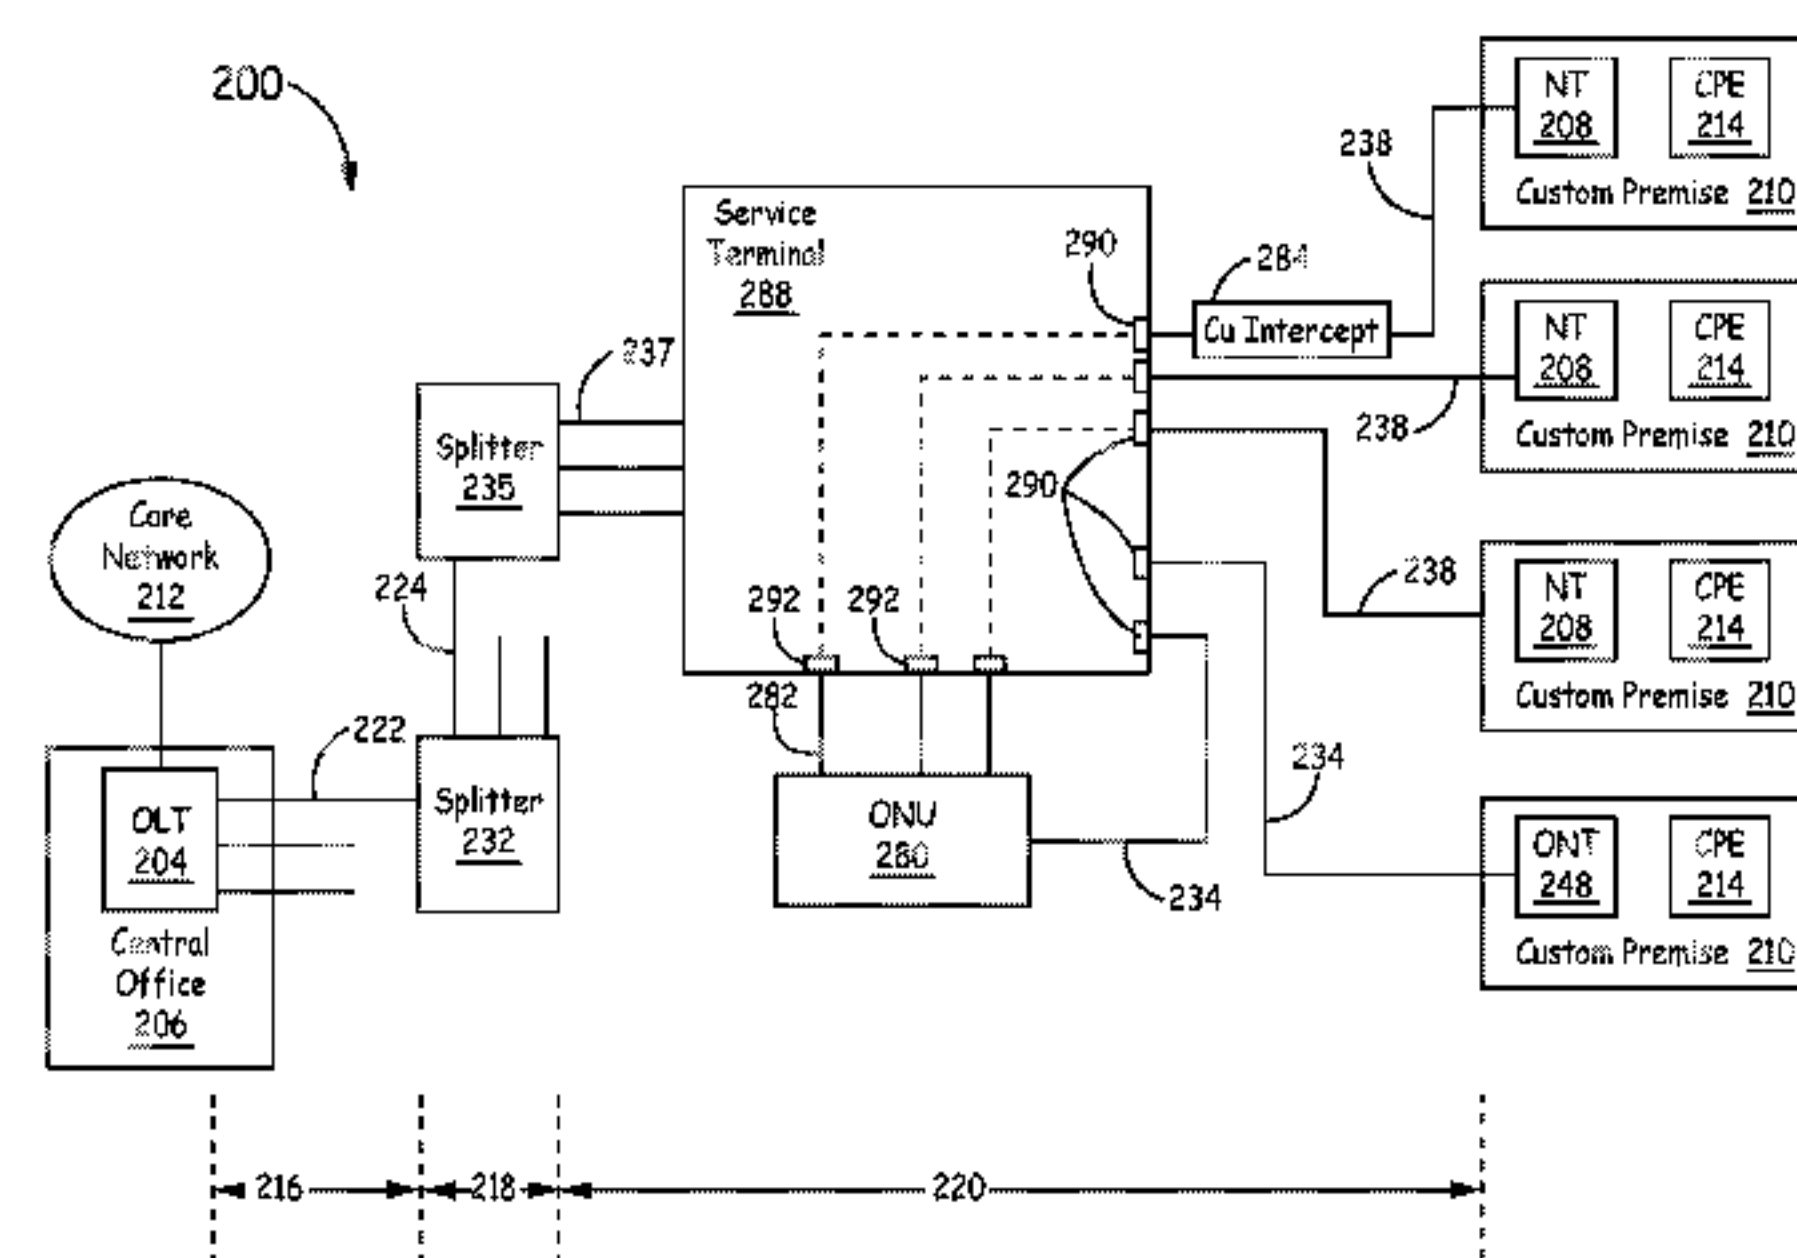 200
Service
Terminal
288
290
284
Cu Intercept
238
NT
208
CPE
214
Custom Premise 210
237
Splitter
235
290
238
NT
208
CPE
214
Custom Premise 210
Core
Network
212
224
292
292
282
238
NT
208
CPE
214
Custom Premise 210
222
OLT
204
Central
Office
206
Splitter
232
ONU
280
234
234
ONT
248
CPE
214
Custom Premise 210
216
218
220